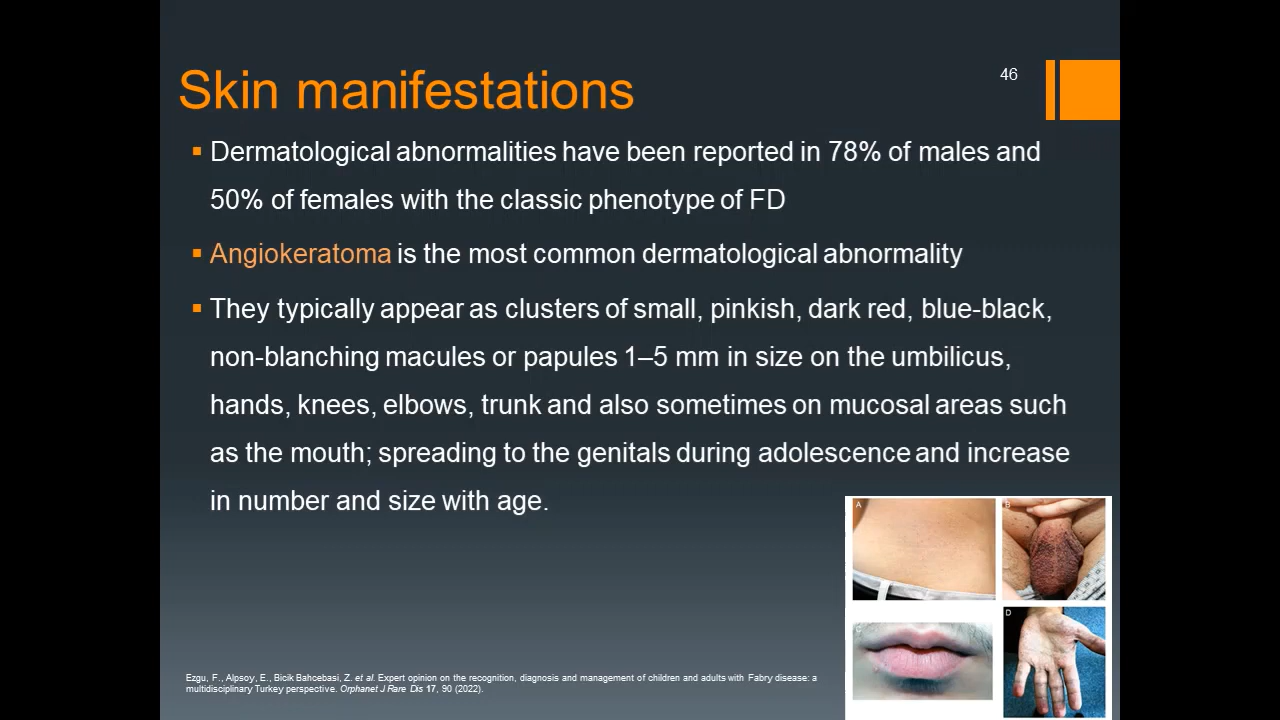 46
Skin manifestations
▪ Dermatological abnormalities have been reported in 78% of males and
50% of females with the classic phenotype of FD
▪ Angiokeratoma is the most common dermatological abnormality
▪ They typically appear as clusters of small, pinkish, dark red, blue-black,
non-blanching macules or papules 1–5 mm in size on the umbilicus,
hands, knees, elbows, trunk and also sometimes on mucosal areas such
as the mouth; spreading to the genitals during adolescence and increase
in number and size with age.
A
B
C
D
Ezgu, F., Alpsoy, E., Bicik Bahcebasi, Z. et al. Expert opinion on the recognition, diagnosis and management of children and adults with Fabry disease: a
multidisciplinary Turkey perspective. Orphanet J Rare Dis 17, 90 (2022).